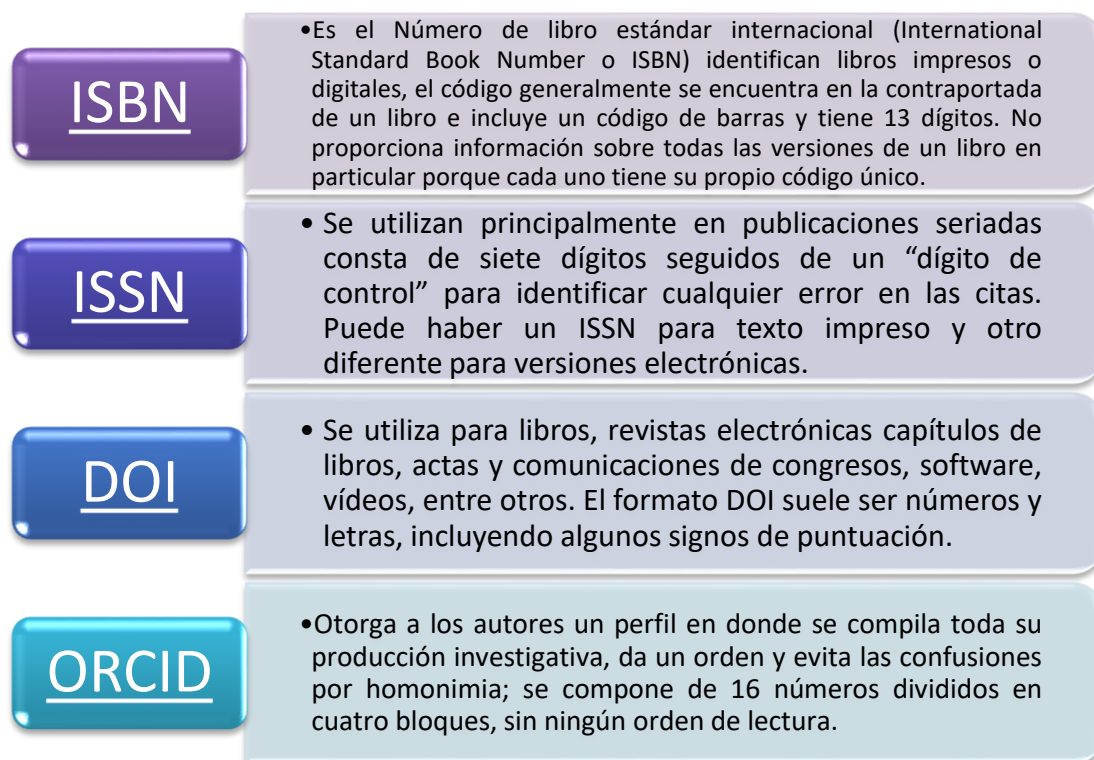 ISBN
•Es el Número de libro estándar internacional (International
Standard Book Number o ISBN) identifican libros impresos o
digitales, el código generalmente se encuentra en la contraportada
de un libro e incluye un código de barras y tiene 13 dígitos. No
proporciona información sobre todas las versiones de un libro en
particular porque cada uno tiene su propio código único.
ISSN
• Se utilizan principalmente en publicaciones seriadas
consta de siete dígitos seguidos de un “dígito de
control” para identificar cualquier error en las citas.
Puede haber un ISSN para texto impreso y otro
diferente para versiones electrónicas.
DOI
• Se utiliza para libros, revistas electrónicas capítulos de
libros, actas y comunicaciones de congresos, software,
vídeos, entre otros. El formato DOI suele ser números y
letras, incluyendo algunos signos de puntuación.
ORCID
•Otorga a los autores un perfil en donde se compila toda su
producción investigativa, da un orden y evita las confusiones
por homonimia; se compone de 16 números divididos en
cuatro bloques, sin ningún orden de lectura.